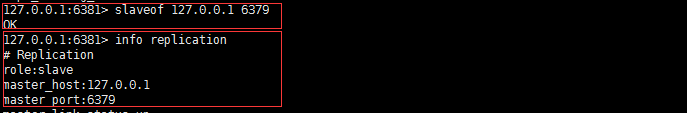 127.0.0.1:6381> slaveof 127.0.0.1 6379
OK
127.0.0.1:6381> info replication
# Replication
role:slave
master_host:127.0.0.1
master_port:6379